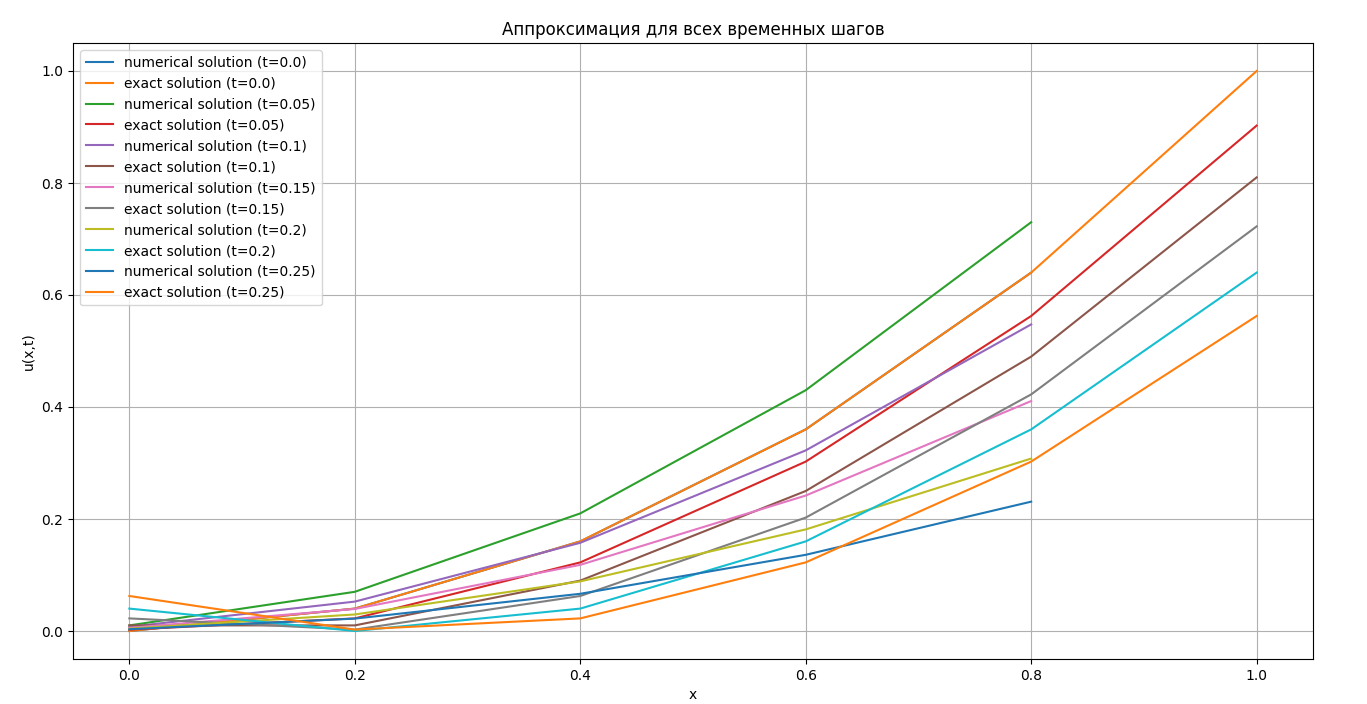 Аппроксимация для всех временных шагов
numerical solution (t=0.0)
exact solution (t=0.0)
numerical solution (t=0.05)
exact solution (t=0.05)
numerical solution (t=0.1)
exact solution (t=0.1)
numerical solution (t=0.15)
exact solution (t=0.15)
numerical solution (t=0.2)
exact solution (t=0.2)
numerical solution (t=0.25)
exact solution (t=0.25)
1.0
0.8
0.6
0.4
0.2
0.0
u(x,t)
0.0 0.2 0.4 0.6 0.8 1.0
x